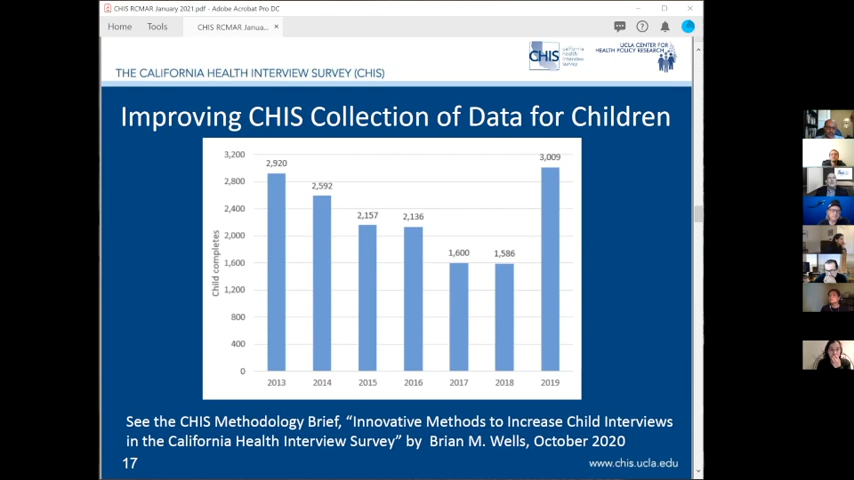 CHIS RCMAR January 2021.pdf - Adobe Acrobat Pro DC
Home Tools CHIS RCMAR Janua... ×
CHIS california health interview survey
UCLA CENTER FOR
HEALTH POLICY RESEARCH
THE CALIFORNIA HEALTH INTERVIEW SURVEY (CHIS)
Improving CHIS Collection of Data for Children
Child completes
3,200
2,800
2,400
2,000
1,600
1,200
800
400
0
2,920
2,592
2,157
2,136
1,600
1,586
3,009
2013 2014 2015 2016 2017 2018 2019
See the CHIS Methodology Brief, “Innovative Methods to Increase Child Interviews
in the California Health Interview Survey” by Brian M. Wells, October 2020
17
www.chis.ucla.edu